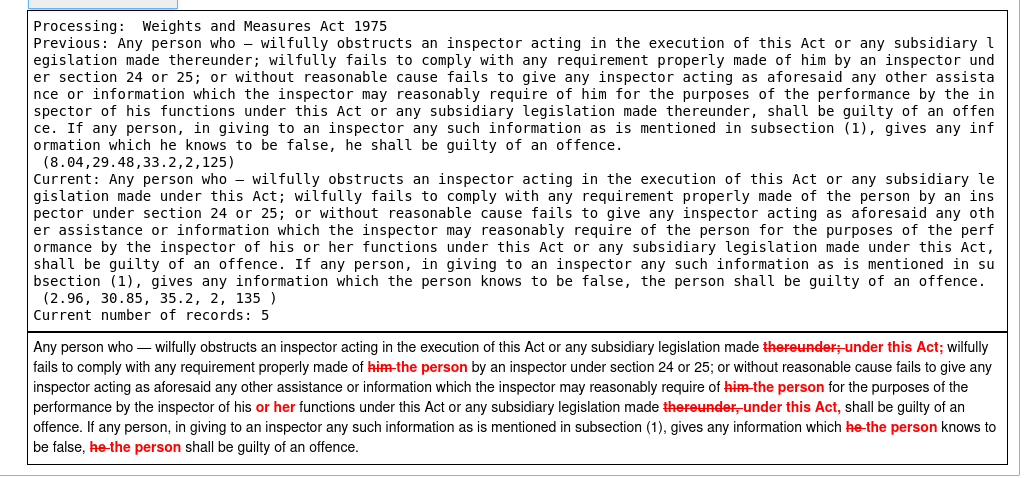 Processing:  Weights and Measures Act 1975
Previous: Any person who — wilfully obstructs an inspector acting in the execution of this Act or any subsidiary l
egislation made thereunder; wilfully fails to comply with any requirement properly made of him by an inspector und
er section 24 or 25; or without reasonable cause fails to give any inspector acting as aforesaid any other assista
nce or information which the inspector may reasonably require of him for the purposes of the performance by the in
spector of his functions under this Act or any subsidiary legislation made thereunder, shall be guilty of an offen
ce. If any person, in giving to an inspector any such information as is mentioned in subsection (1), gives any inf
ormation which he knows to be false, he shall be guilty of an offence.
(8.04,29.48,33.2,2,125)
Current: Any person who — wilfully obstructs an inspector acting in the execution of this Act or any subsidiary le
gislation made under this Act; wilfully fails to comply with any requirement properly made of the person by an ins
pector under section 24 or 25; or without reasonable cause fails to give any inspector acting as aforesaid any oth
er assistance or information which the inspector may reasonably require of the person for the purposes of the perf
ormance by the inspector of his or her functions under this Act or any subsidiary legislation made under this Act,
shall be guilty of an offence. If any person, in giving to an inspector any such information as is mentioned in su
bsection (1), gives any information which the person knows to be false, the person shall be guilty of an offence.
(2.96, 30.85, 35.2, 2, 135 )
Current number of records: 5
Any person who — wilfully obstructs an inspector acting in the execution of this Act or any subsidiary legislation made thereunder; under this Act; wilfully
fails to comply with any requirement properly made of him the person by an inspector under section 24 or 25; or without reasonable cause fails to give any
inspector acting as aforesaid any other assistance or information which the inspector may reasonably require of him the person for the purposes of the
performance by the inspector of his or her functions under this Act or any subsidiary legislation made thereunder, under this Act, shall be guilty of an
offence. If any person, in giving to an inspector any such information as is mentioned in subsection (1), gives any information which he the person knows to
be false, he the person shall be guilty of an offence.